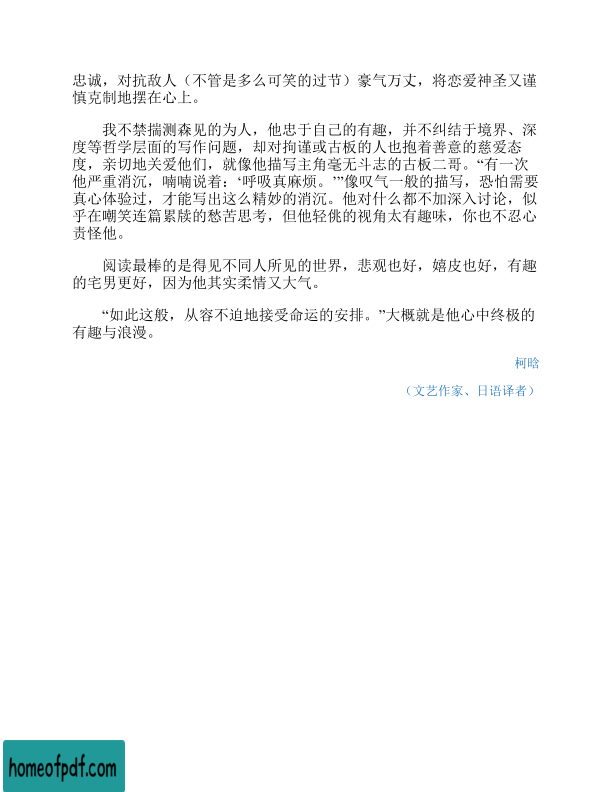 忠诚，对抗敌人（不管是多么可笑的过节）豪气万丈，将恋爱神圣又谨
慎克制地摆在心上。
我不禁揣测森见的为人，他忠于自己的有趣，并不纠结于境界、深
度等哲学层面的写作问题，却对拘谨或古板的人也抱着善意的慈爱态
度，亲切地关爱他们，就像他描写主角毫无斗志的古板二哥。“有一次
他严重消沉，喃喃说着：‘呼吸真麻烦。’”像叹气一般的描写，恐怕需要
真心体验过，才能写出这么精妙的消沉。他对什么都不加深入讨论，似
乎在嘲笑连篇累牍的愁苦思考，但他轻佻的视角太有趣味，你也不忍心
责怪他。
阅读最棒的是得见不同人所见的世界，悲观也好，嬉皮也好，有趣
的宅男更好，因为他其实柔情又大气。
“如此这般，从容不迫地接受命运的安排。”大概就是他心中终极的
有趣与浪漫。
柯晗
（文艺作家、日语译者）
homeofpdf.com